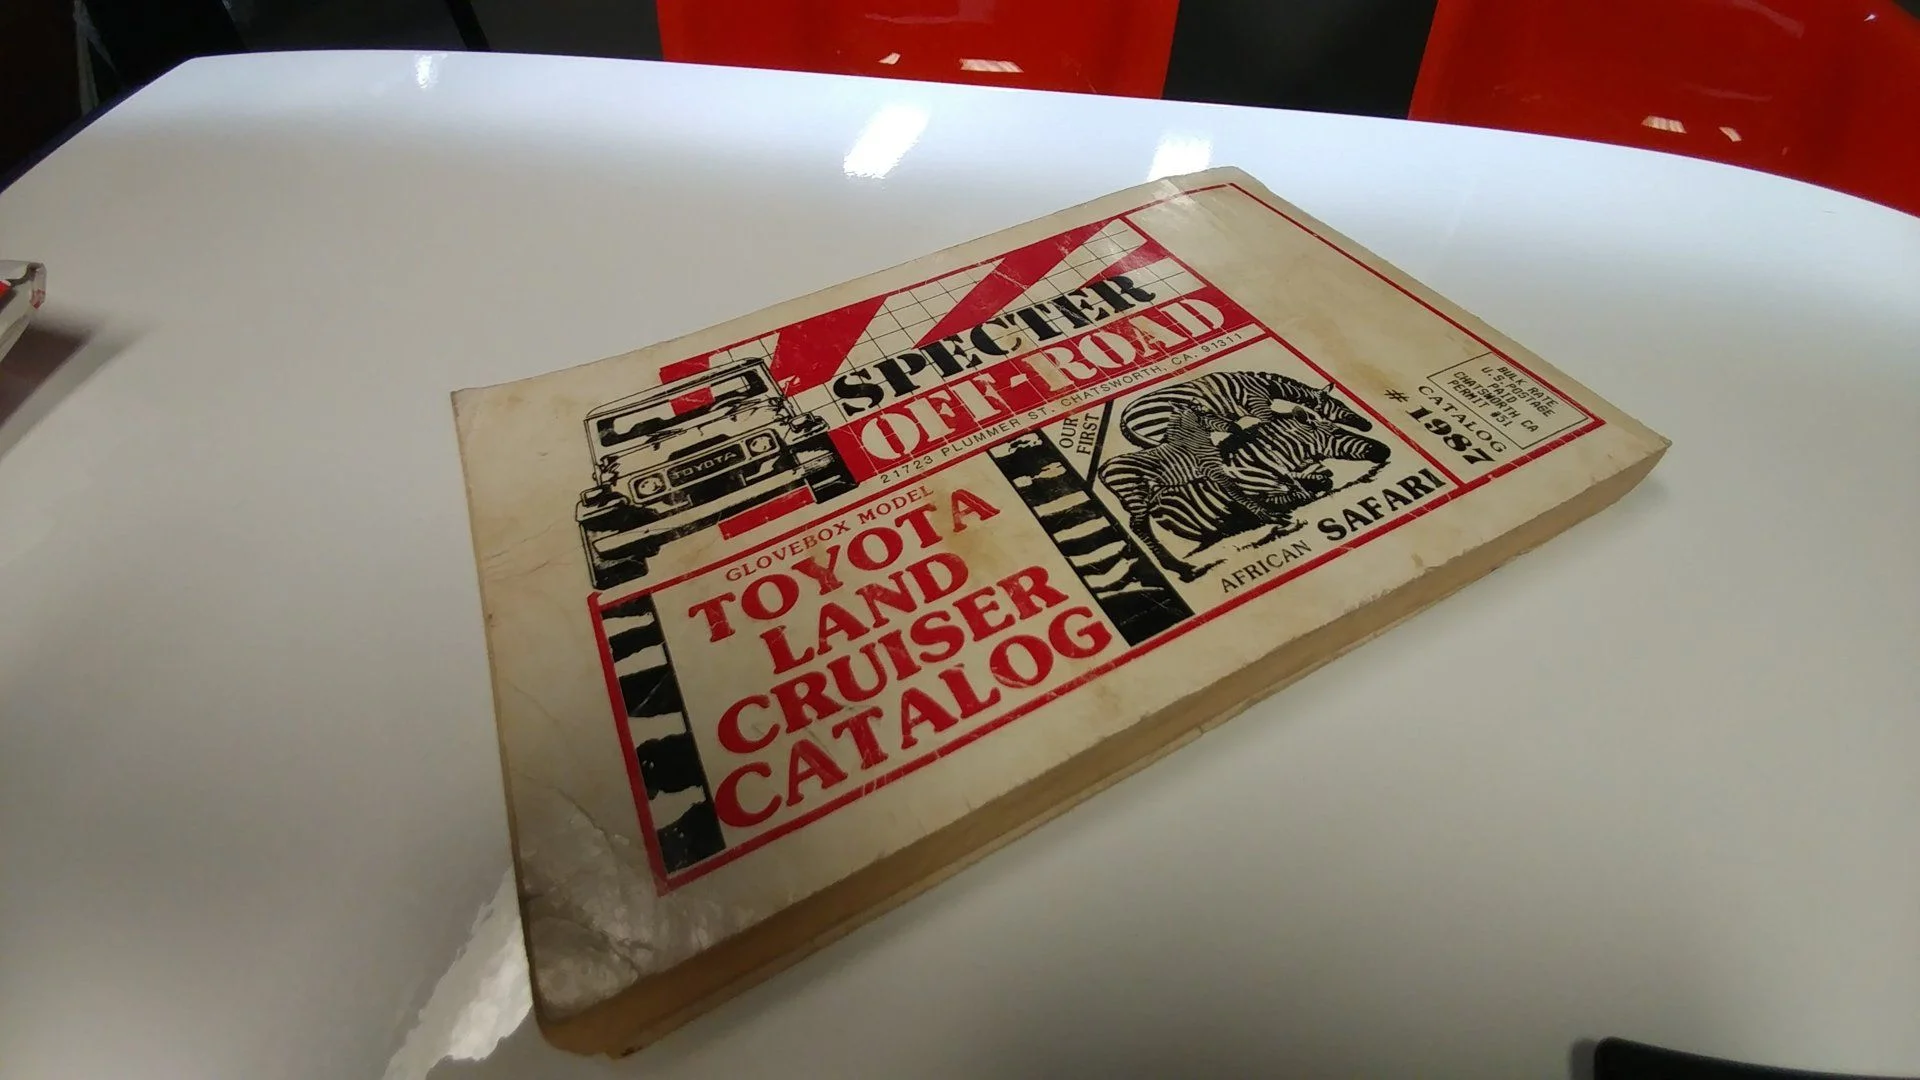 SPECTER
OFF-ROAD
21723 PLUMMER ST. CHATSWORTH, CA. 91311
TOYOTA
GLOVEBOX MODEL
TOYOTA
LAND
CRUISER
CATALOG
OUR
FIRST
AFRICAN SAFARI
# CATALOG
1987
BULK RATE
U.S. POSTAGE
PAID
CHATSWORTH CA
PERMIT #51